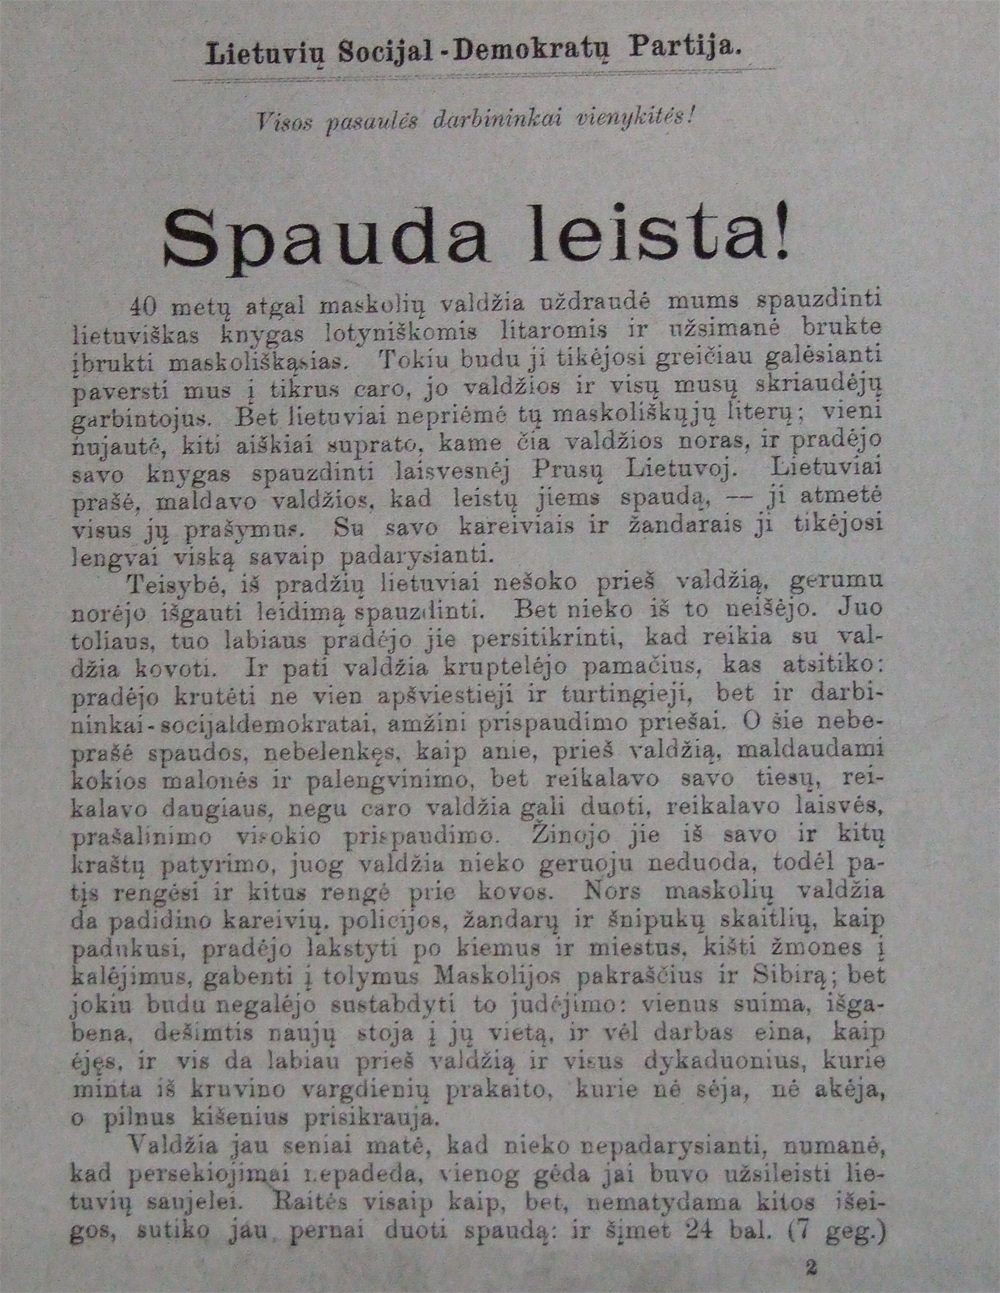 Lietuvių Socijal-Demokratų Partija.
Visos pasaulės darbininkai vienykitės!
Spauda leista!
40 metų atgal maskolių valdžia uždraudė mums spauzdinti
lietuviškas knygas lotyniškomis litaromis ir užsimanė brukte
įbrukti maskoliškąsias. Tokiu budu ji tikėjosi greičiau galėsianti
paversti mus į tikrus caro, jo valdžios ir visų musų skriaudėjų
garbintojus. Bet lietuviai nepriėmė tų maskoliškųjų literų; vieni
nujautė, kiti aiškiai suprato, kame čia valdžios noras, ir pradėjo
savo knygas spauzdinti laisvesnėj Prusų Lietuvoj. Lietuviai
prašė, maldavo valdžios, kad leistų jiems spaudą, — ji atmetė
visus jų prašymus. Su savo kareiviais ir žandarais ji tikėjosi
lengvai viską savaip padarysianti.
Teisybė, iš pradžių lietuviai nešoko prieš valdžią, gerumu
norėjo išgauti leidimą spauzdinti. Bet nieko iš to neišėjo. Juo
toliaus, tuo labiaus pradėjo jie persitikrinti, kad reikia su val-
džia kovoti. Ir pati valdžia kruptelėjo pamačius, kas atsitiko:
pradėjo krutėti ne vien apšviestieji ir turtingieji, bet ir darbi-
ninkai-socijaldemokratai, amžini prispaudimo priešai. O šie nebe-
prašė spaudos, nebelenkęs, kaip anie, prieš valdžią, maldaudami
kokios malonės ir palengvinimo, bet reikalavo savo tiesų, rei-
kalavo daugiaus, negu caro valdžia gali duoti, reikalavo laisvės,
prašalinimo visokio prispaudimo. Žinojo jie iš savo ir kitų
kraštų patyrimo, juog valdžia nieko geruoju neduoda, todėl pa-
tįs rengėsi ir kitus rengė prie kovos. Nors maskolių valdžia
da padidino kareivių, policijos, žandarų ir šnipukų skaitlių, kaip
padukusi, pradėjo lakstyti po kiemus ir miestus, kišti žmones į
kalėjimus, gabenti į tolymus Maskolijos pakraščius ir Sibirą; bet
jokiu budu negalėjo sustabdyti to judėjimo: vienus suima, išga-
bena, dešimtis naujų stoja į jų vietą, ir vėl darbas eina, kaip
ėjęs, ir vis da labiau prieš valdžią ir visus dykaduonius, kurie
minta iš kruvino vargdienių prakaito, kurie nė sėja, nė akėja,
o pilnus kišenius prisikrauja.
Valdžia jau seniai matė, kad nieko nepadarysianti, numanė,
kad persekiojimai nepadeda, vienog gėda jai buvo užsileisti lie-
tuvių saujelei. Raitės visaip kaip, bet, nematydama kitos išei-
gos, sutiko jau pernai duoti spaudą: ir šįmet 24 bal. (7 geg.)
2